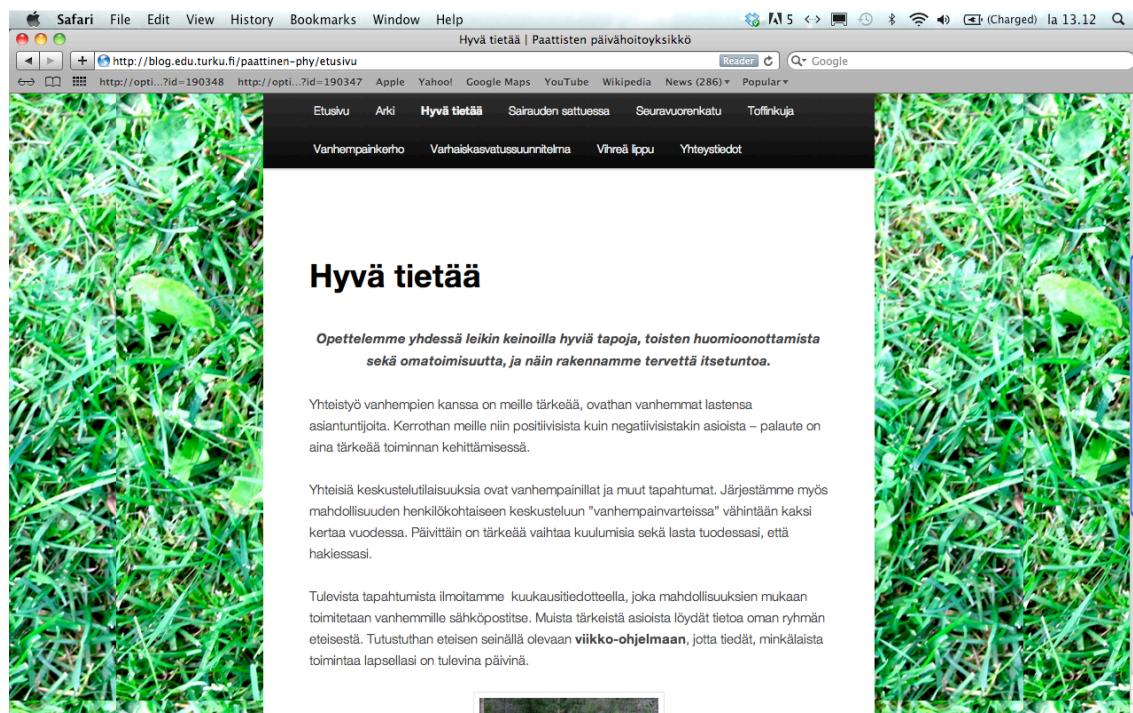 Safari File Edit View History Bookmarks Window Help 5 (Charged) la 13.12
Hyvä tietää | Paattisten päivähoitoyksikkö
http://blog.edu.turku.fi/paattinen-phy/etusivu Reader Google
http://opti...?id=190348 http://opti...?id=190347 Apple Yahoo! Google Maps YouTube Wikipedia News (286) Popular
Etusivu Arki Hyvä tietää Sairauden sattuessa Seuravuorenkatu Toffinkuja
Vanhempainkerho Varhaiskasvatussuunnitelma Vihreä lippu Yhteystiedot
Hyvä tietää
Opettelemme yhdessä leikin keinoilla hyviä tapoja, toisten huomioonottamista
sekä omatoimisuutta, ja näin rakennamme tervettä itsetuntoa.
Yhteistyö vanhempien kanssa on meille tärkeää, ovathan vanhemmat lastensa
asiantuntijoita. Kerrothan meille niin positiivisista kuin negatiivisistakin asioista – palaute on
aina tärkeää toiminnan kehittämisessä.
Yhteisiä keskustelutilaisuuksia ovat vanhempainillat ja muut tapahtumat. Järjestämme myös
mahdollisuuden henkilökohtaiseen keskusteluun "vanhempainvarteissa" vähintään kaksi
kertaa vuodessa. Päivittäin on tärkeää vaihtaa kuulumisia sekä lasta tuodessasi, että
hakiessasi.
Tulevista tapahtumista ilmoitamme kuukausitiedotteella, joka mahdollisuuksien mukaan
toimitetaan vanhemmille sähköpostitse. Muista tärkeistä asioista löydät tietoa oman ryhmän
eteisestä. Tutustuthan eteisen seinällä olevaan viikko-ohjelmaan, jotta tiedät, minkälaista
toimintaa lapsellasi on tulevina päivinä.